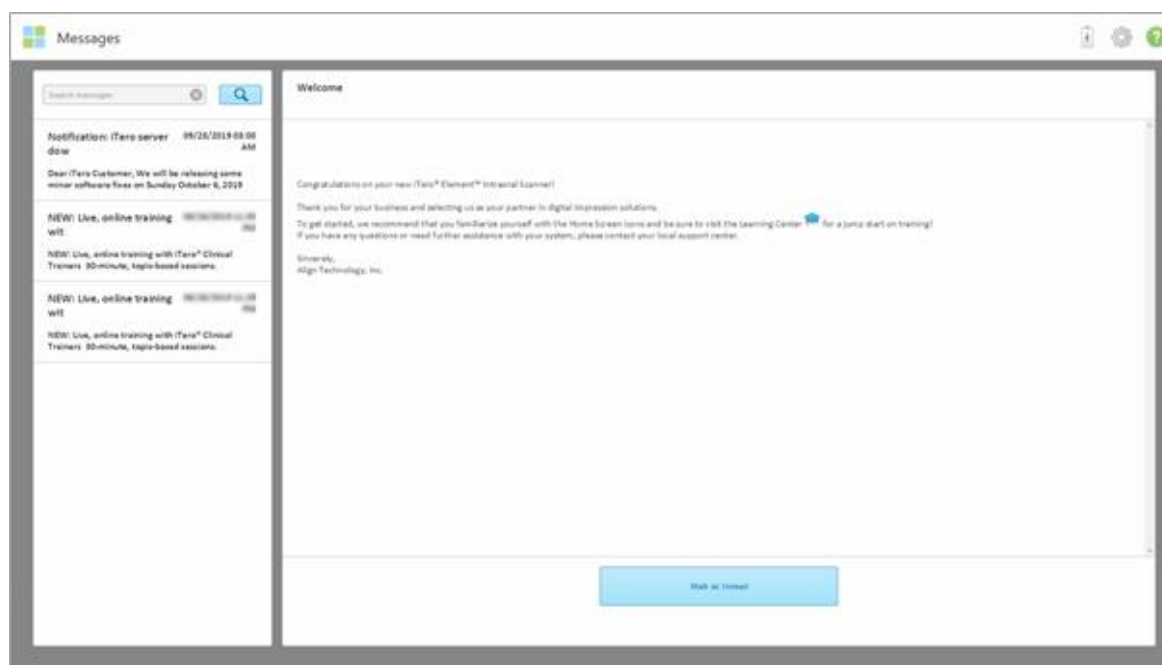 Messages
?
Search messages
Notification: iTero server 09/26/2019 03:00
dow AM
Dear iTero Customer, We will be releasing some
minor software fixes on Sunday October 6, 2019
NEW: Live, online training
wit
NEW: Live, online training with iTero® Clinical
Trainers 30-minute, topic-based sessions.
NEW: Live, online training
wit
NEW: Live, online training with iTero® Clinical
Trainers 30-minute, topic-based sessions.
Welcome
Congratulations on your new iTero® Element™ Intraoral Scanner!
Thank you for your business and selecting us as your partner in digital impression solutions.
To get started, we recommend that you familiarize yourself with the Home Screen icons and be sure to visit the Learning Center for a jump start on training!
If you have any questions or need further assistance with your system, please contact your local support center.
Sincerely,
Align Technology, Inc.
Mark as Unread